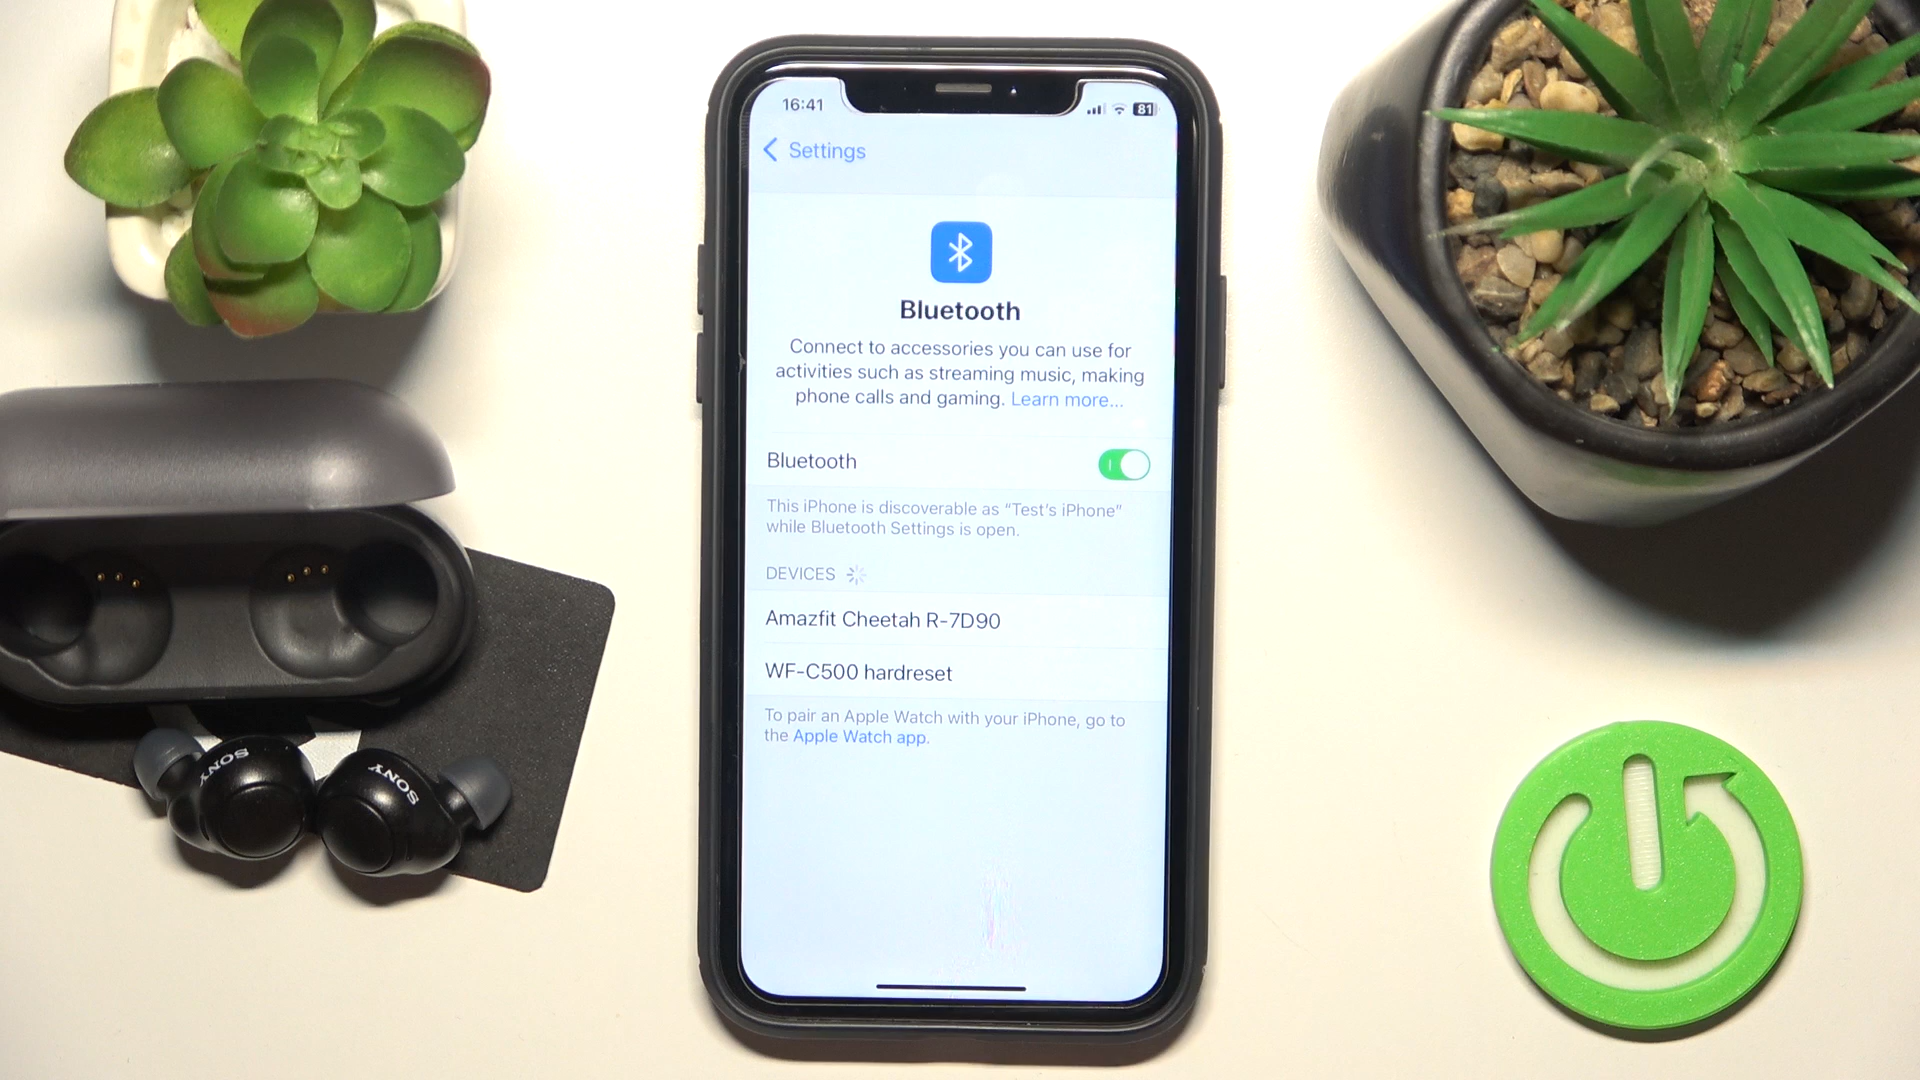 16:41
81
Settings
Bluetooth
Connect to accessories you can use for
activities such as streaming music, making
phone calls and gaming. Learn more...
Bluetooth
This iPhone is discoverable as “Test's iPhone”
while Bluetooth Settings is open.
DEVICES
Amazfit Cheetah R-7D90
WF-C500 hardreset
To pair an Apple Watch with your iPhone, go to
the Apple Watch app.
SONY
SONY